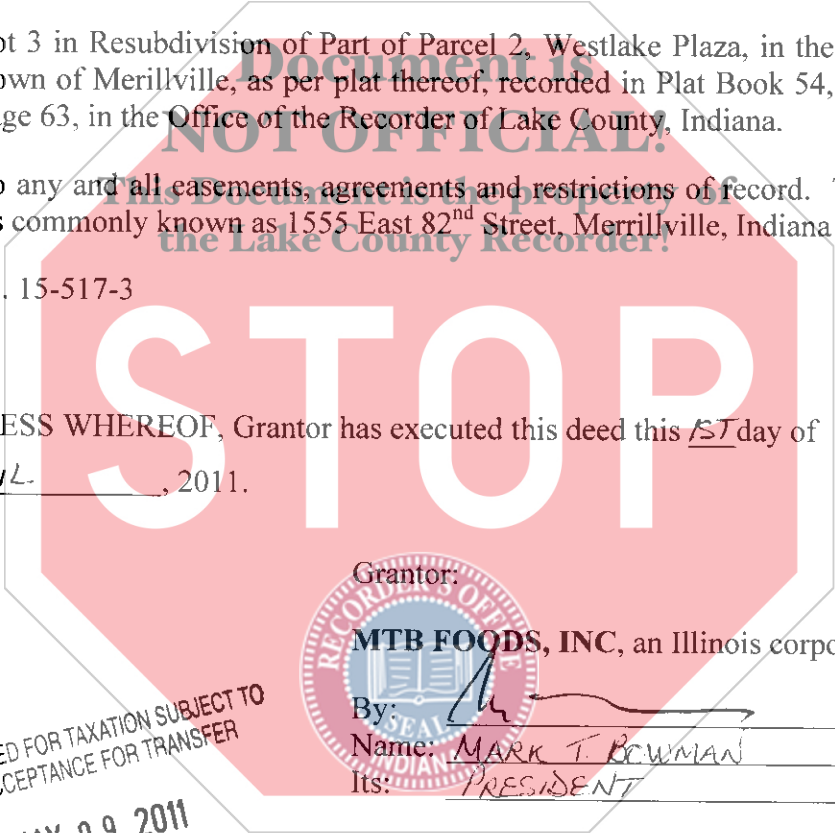 ot 3 in Resubdivision of Part of Parcel 2, Westlake Plaza, in the
own of Merillville, as per plat thereof, recorded in Plat Book 54,
ge 63, in the Office of the Recorder of Lake County, Indiana.
Document is
NOT OFFICIAL!
This Document is the property of
the Lake County Recorder!
o any and all easements, agreements and restrictions of record.
s commonly known as 1555 East 82nd Street, Merrillville, Indiana
. 15-517-3
STOP
ESS WHEREOF, Grantor has executed this deed this 1ST day of
, 2011.
Grantor:
MTB FOODS, INC, an Illinois corpo
By:
Name: MARK T. BOWMAN
Its: PRESIDENT
RECORDER'S OFFICE
SEAL
INDIANA
ED FOR TAXATION SUBJECT TO
CCEPTANCE FOR TRANSFER
09 2011